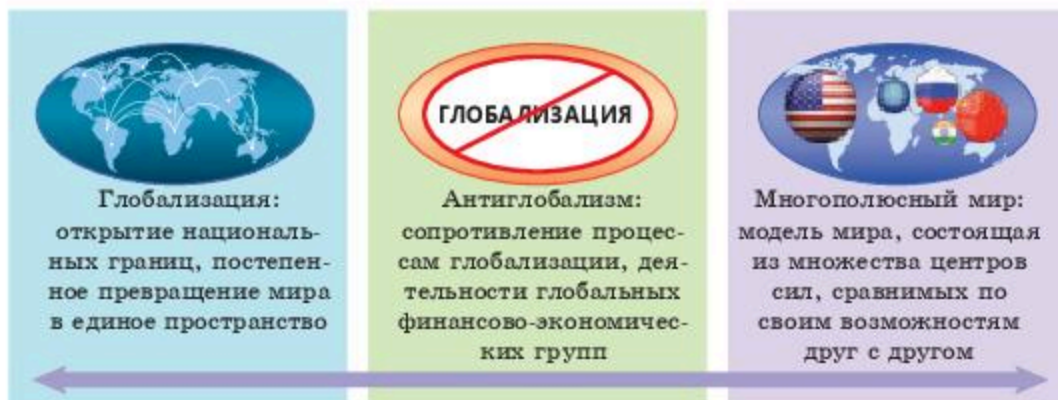 Глобализация:
открытие националь-
ных границ, постепен-
ное превращение мира
в единое пространство
ГЛОБАЛИЗАЦИЯ
Антиглобализм:
сопротивление процес-
сам глобализации, дея-
тельности глобальных
финансово-экономичес-
ких групп
Многополюсный мир:
модель мира, состоящая
из множества центров
сил, сравнимых по
своим возможностям
друг с другом